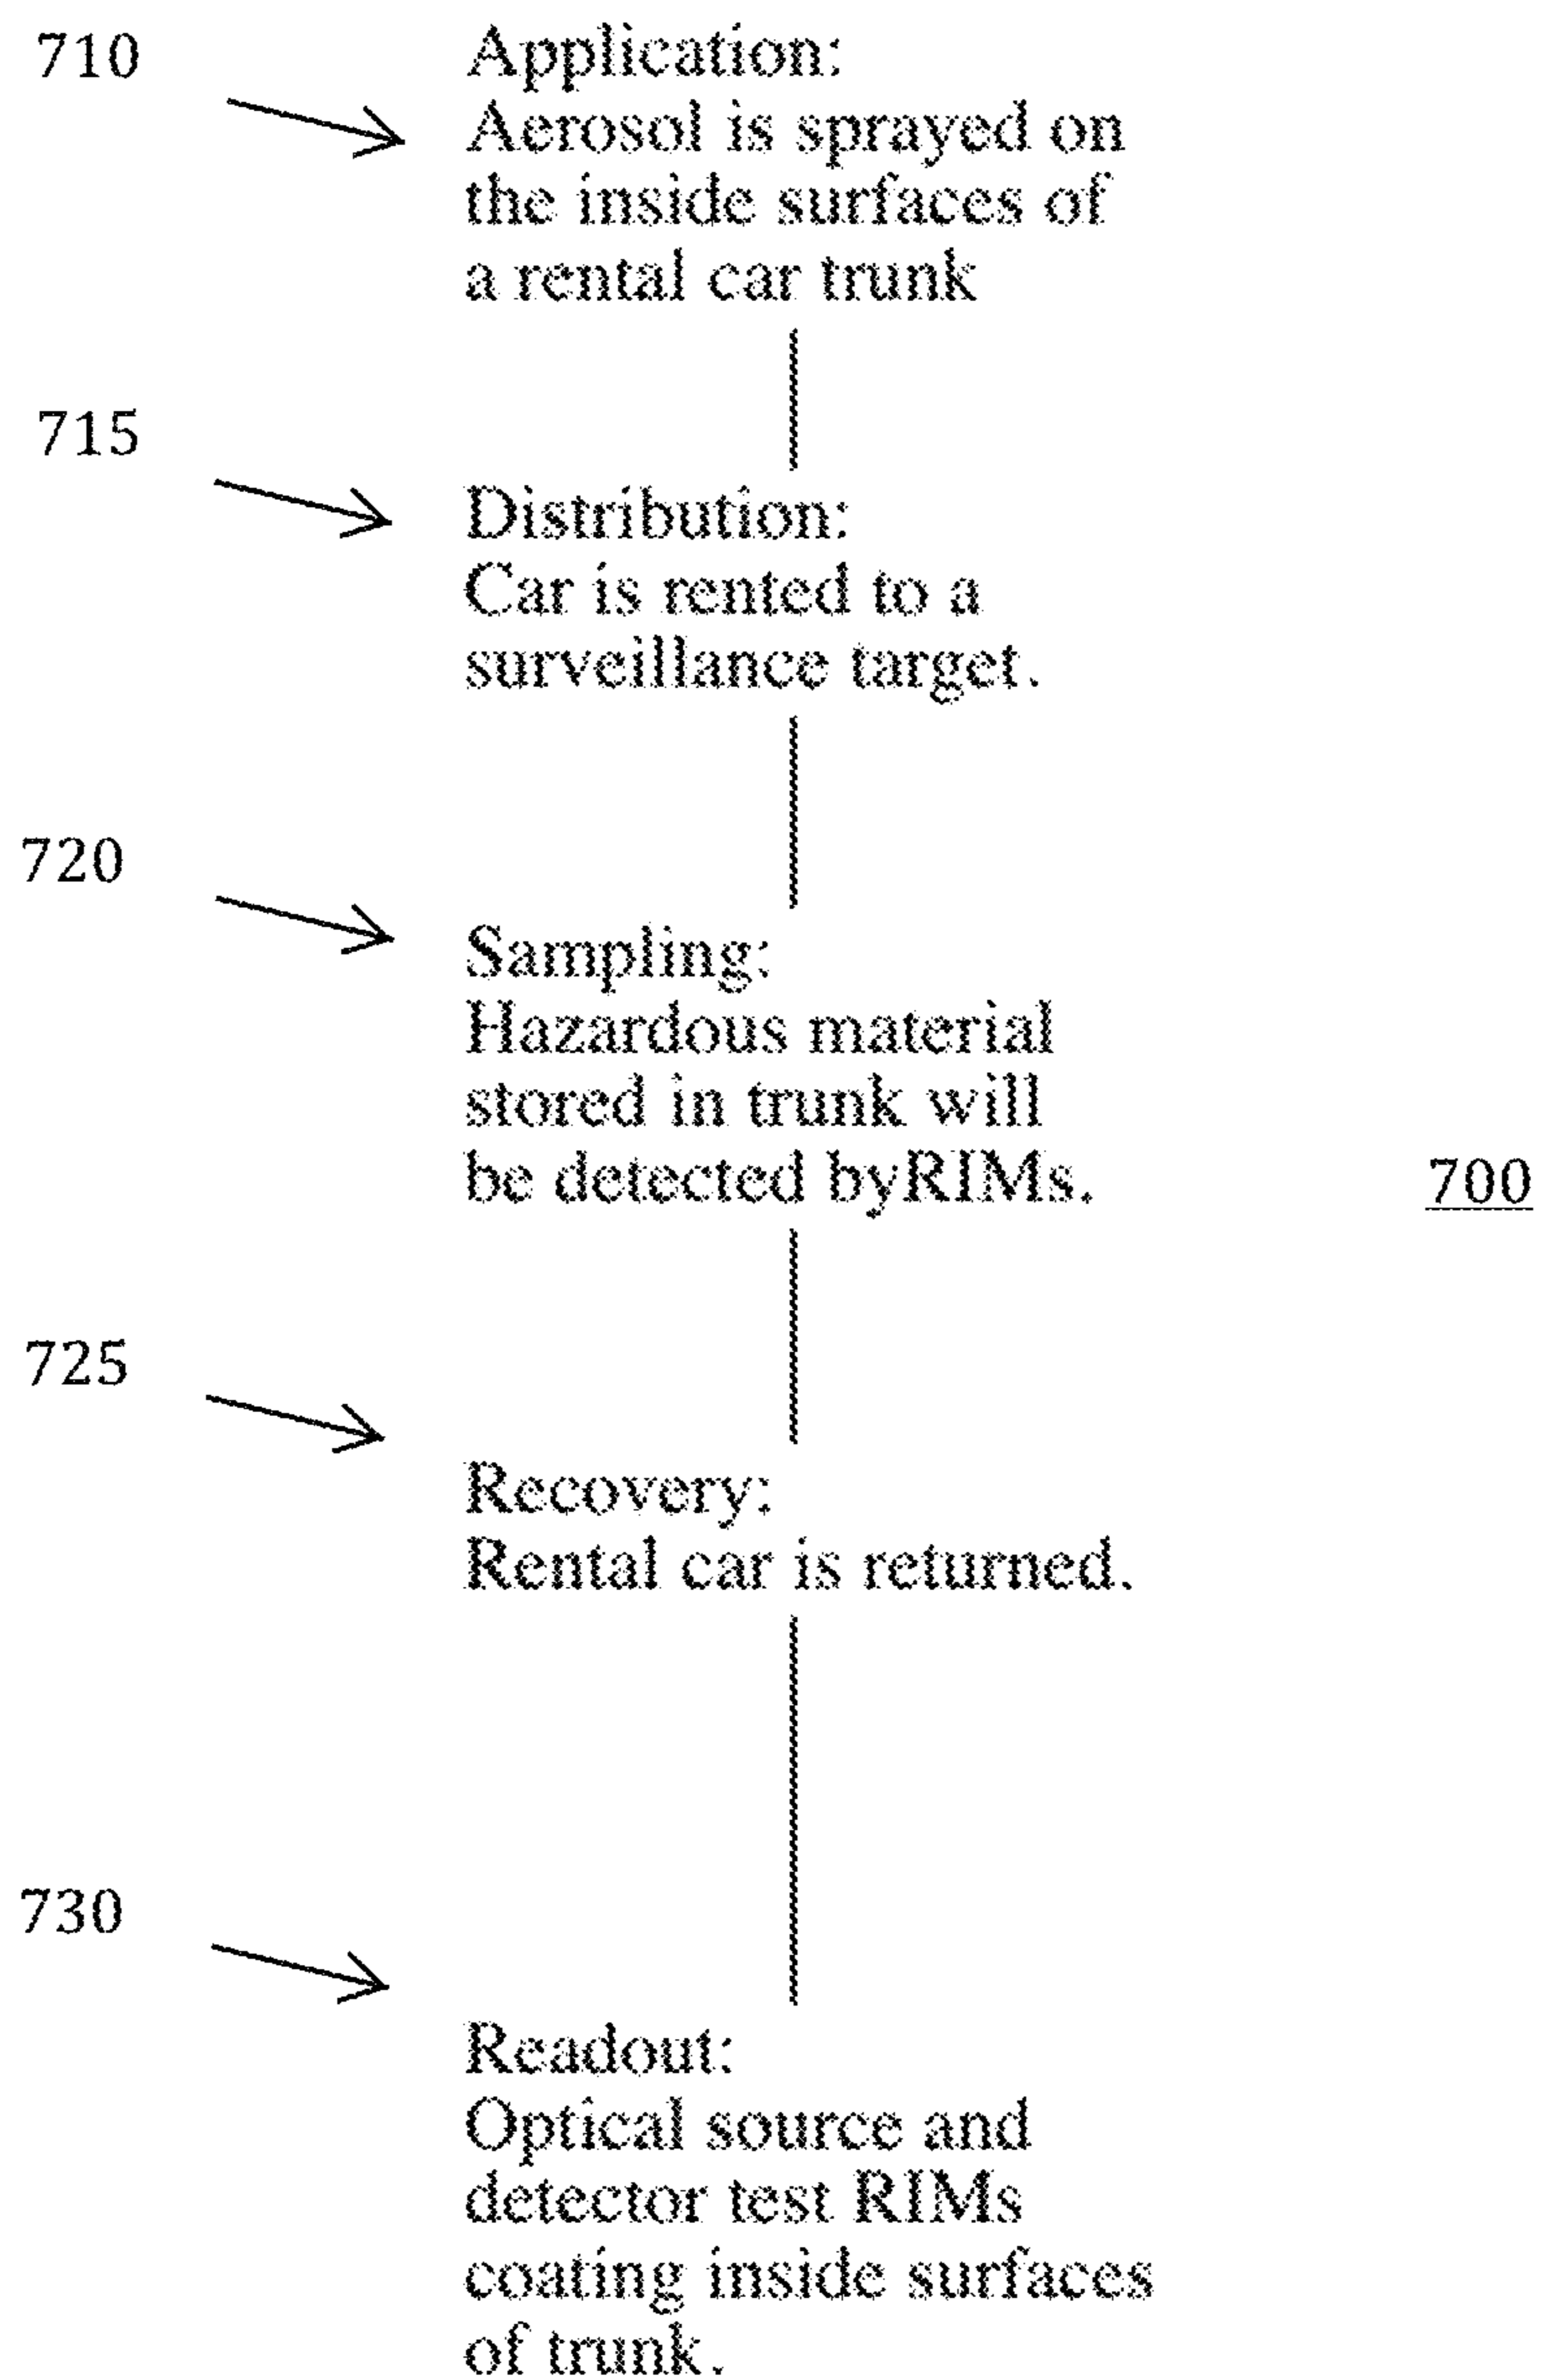 710
Application:
Aerosol is sprayed on
the inside surfaces of
a rental car trunk
715
Distribution:
Car is rented to a
surveillance target.
720
Sampling:
Hazardous material
stored in trunk will
be detected byRIMs.
700
725
Recovery:
Rental car is returned.
730
Readout:
Optical source and
detector test RIMs
coating inside surfaces
of trunk.